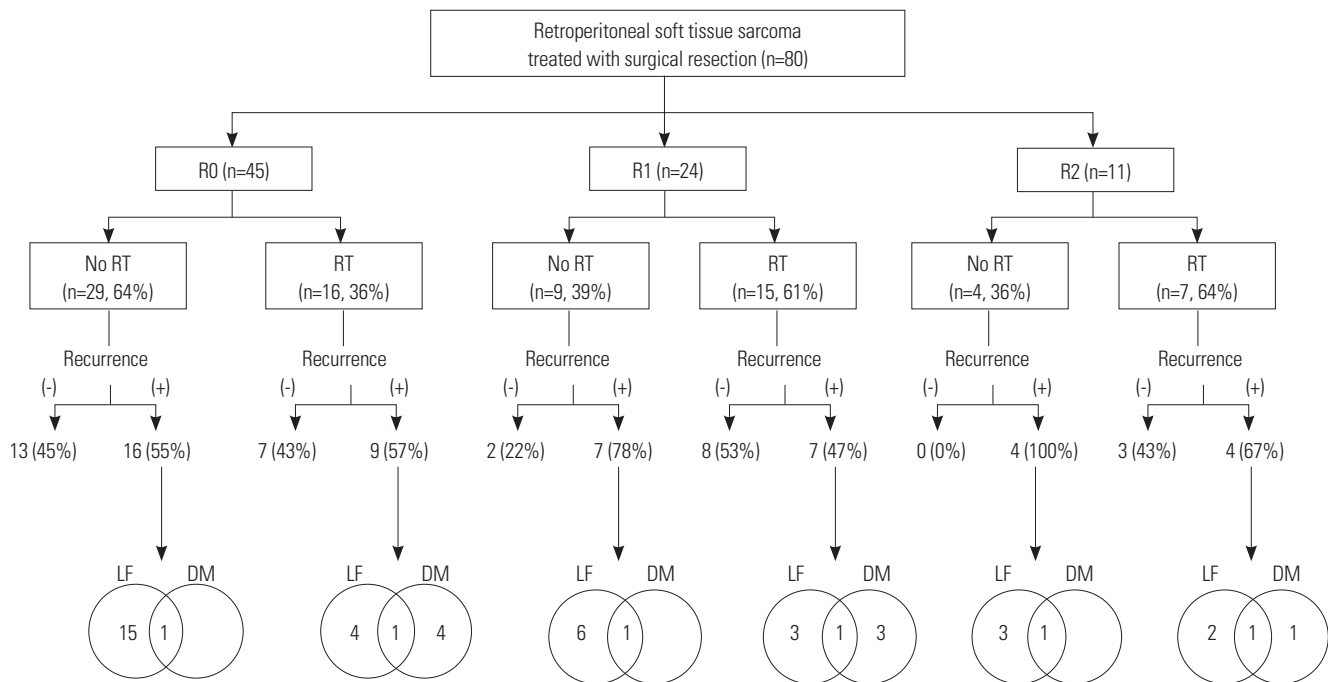 Retroperitoneal soft tissue sarcoma
treated with surgical resection (n=80)
R0 (n=45)
R1 (n=24)
R2 (n=11)
No RT
(n=29, 64%)
RT
(n=16, 36%)
No RT
(n=9, 39%)
RT
(n=15, 61%)
No RT
(n=4, 36%)
RT
(n=7, 64%)
Recurrence
(-) (+)
13 (45%) 16 (55%)
Recurrence
(-) (+)
7 (43%) 9 (57%)
Recurrence
(-) (+)
2 (22%) 7 (78%)
Recurrence
(-) (+)
8 (53%) 7 (47%)
Recurrence
(-) (+)
0 (0%) 4 (100%)
Recurrence
(-) (+)
3 (43%) 4 (67%)
LF DM
15 1
LF DM
4 1 4
LF DM
6 1
LF DM
3 1 3
LF DM
3 1
LF DM
2 1 1